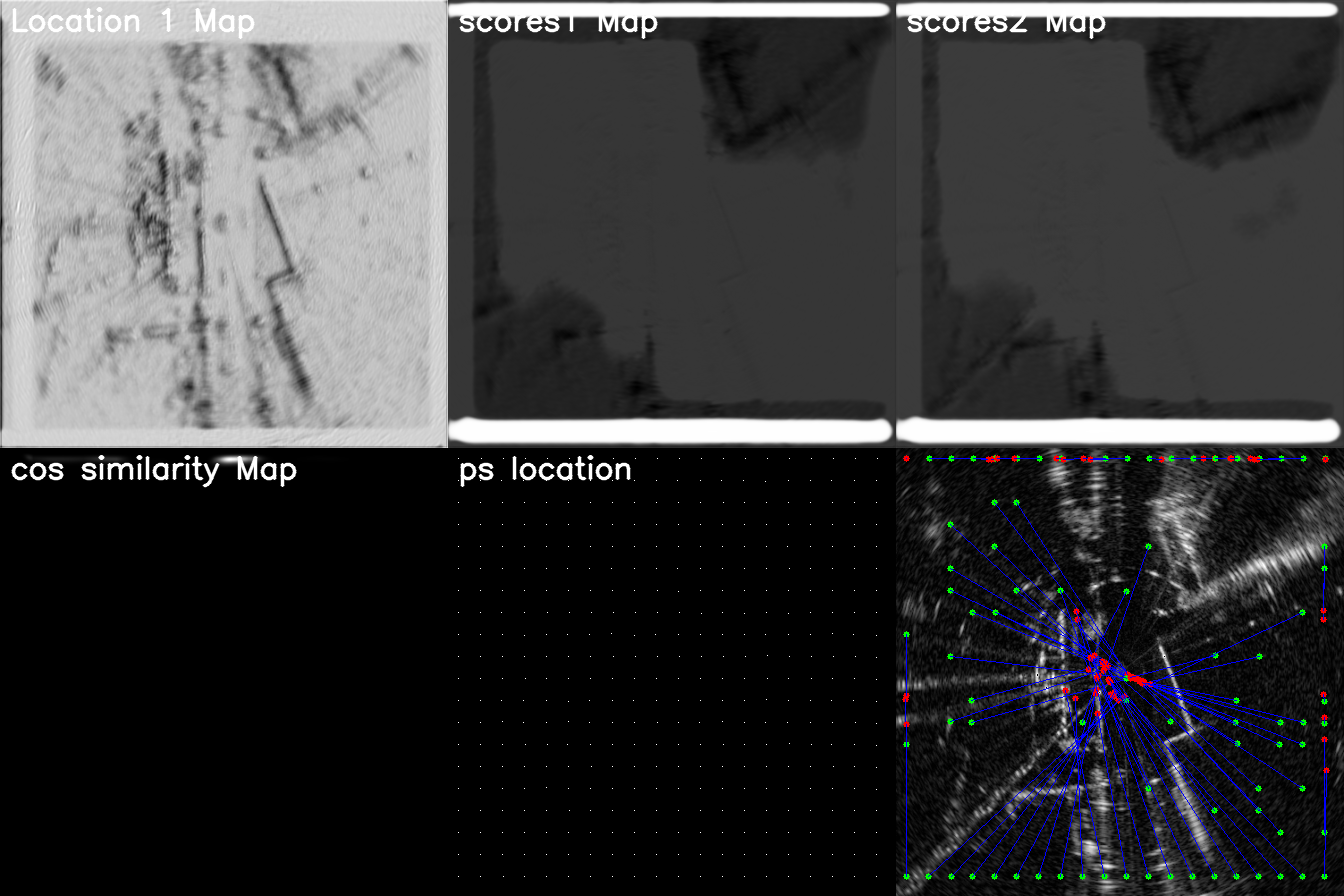 Location 1 Map
scores1 Map
scores2 Map
cos similarity Map
ps location